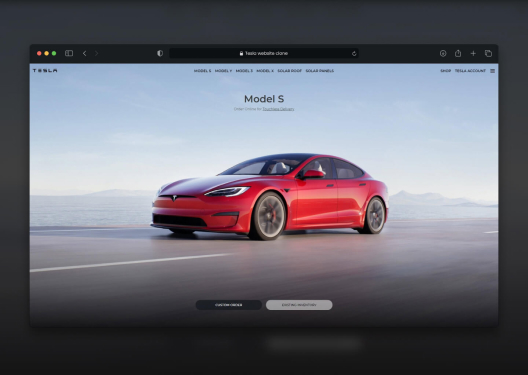 Tesla website clone
TESLA
MODEL S MODEL Y MODEL 3 MODEL X SOLAR ROOF SOLAR PANELS
SHOP TESLA ACCOUNT
Model S
Order Online for Touchless Delivery
CUSTOM ORDER
EXISTING INVENTORY